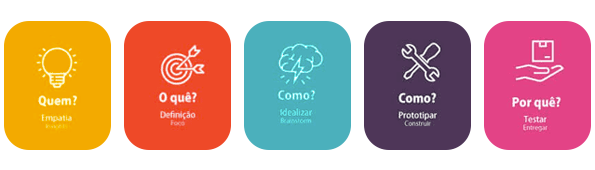 Quem?
Empatia
O quê?
Definição
Foco
Como?
Idealizar
Brainstorm
Como?
Prototipar
Construir
Por quê?
Testar
Entregar